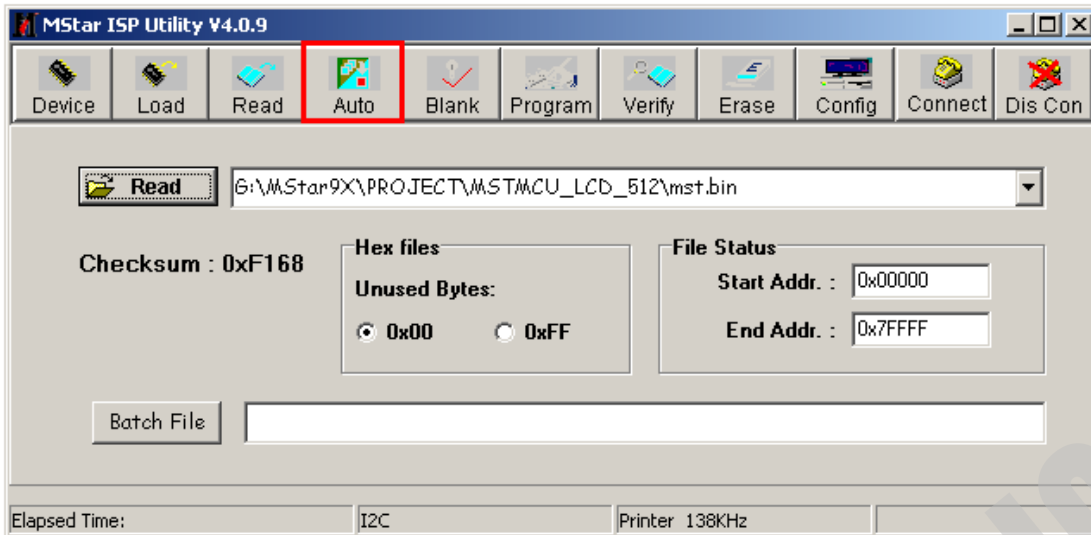 MStar ISP Utility V4.0.9
Device Load Read Auto Blank Program Verify Erase Config Connect Dis Con
Read G:\MStar9X\PROJECT\MSTMCU_LCD_512\mst.bin
Checksum : 0xF168
Hex files
Unused Bytes:
0x00 0xFF
File Status
Start Addr. : 0x00000
End Addr. : 0x7FFFF
Batch File
Elapsed Time: I2C Printer 138KHz